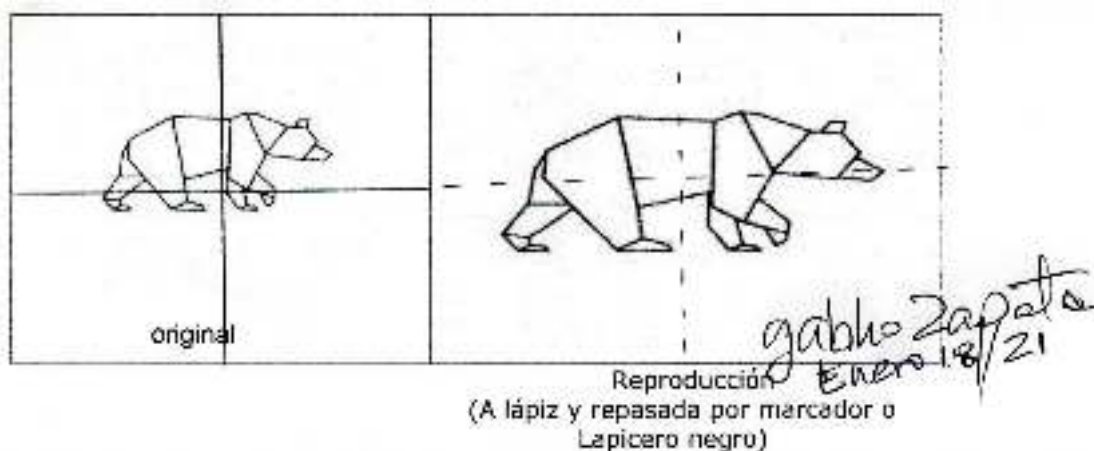 original
gabho Zapata
Enero 18/21
Reproducción
(A lápiz y repasada por marcador o
Lapicero negro)